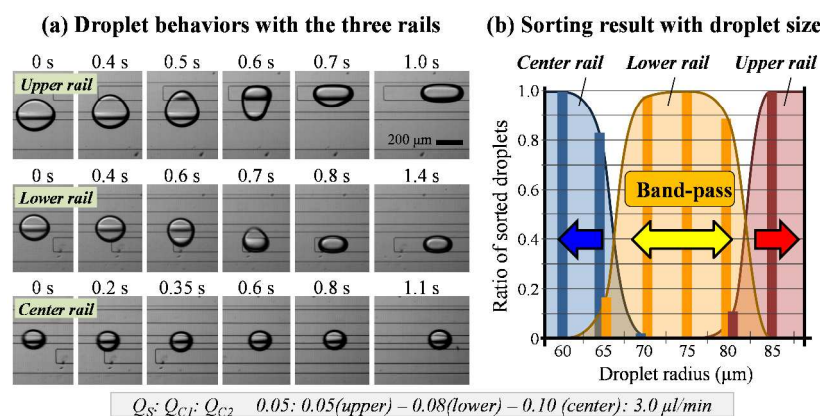 (a) Droplet behaviors with the three rails
0 s 0.4 s 0.5 s 0.6 s 0.7 s 1.0 s
Upper rail
200 μm
0 s 0.4 s 0.6 s 0.7 s 0.8 s 1.4 s
Lower rail
0 s 0.2 s 0.35 s 0.6 s 0.8 s 1.1 s
Center rail
(b) Sorting result with droplet size
Center rail Lower rail Upper rail
Ratio of sorted droplets
1.0
0.8
0.6
0.4
0.2
0
Band-pass
60 65 70 75 80 85
Droplet radius (μm)
QS: QC1: QC2 0.05: 0.05(upper) – 0.08(lower) – 0.10 (center): 3.0 μl/min